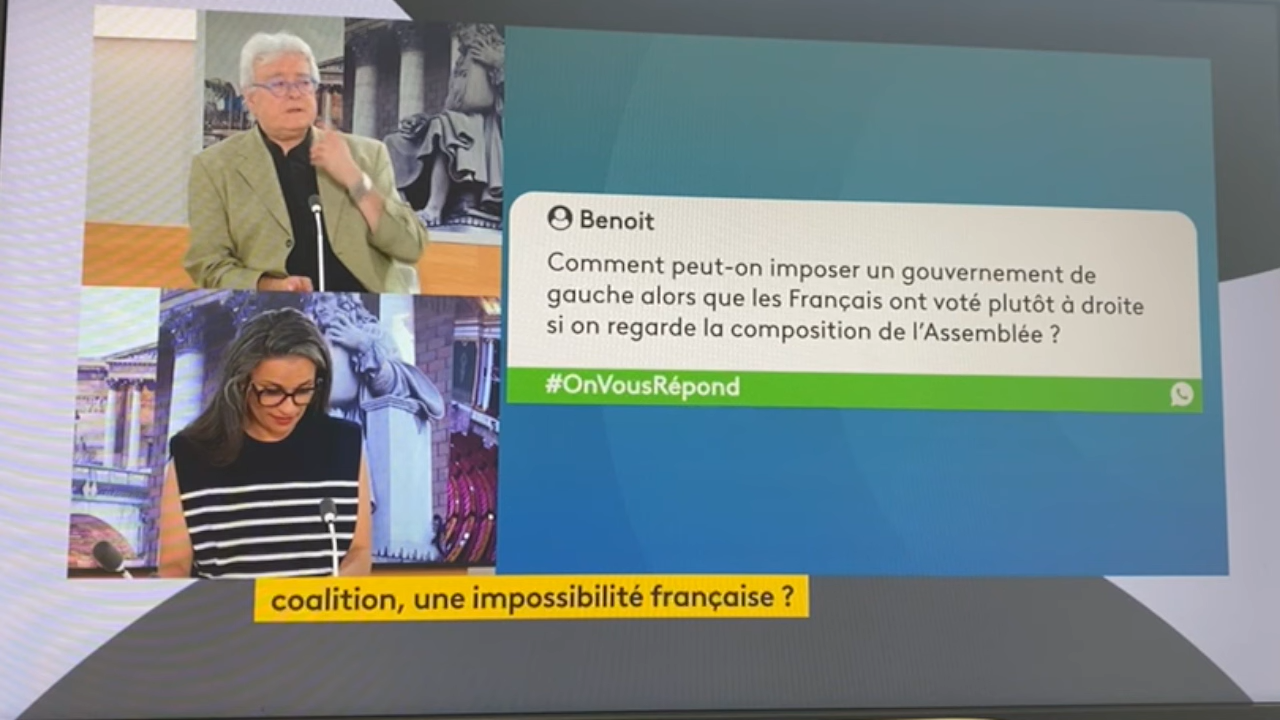 Benoit
Comment peut-on imposer un gouvernement de
gauche alors que les Français ont voté plutôt à droite
si on regarde la composition de l'Assemblée ?
#OnVousRépond
coalition, une impossibilité française ?